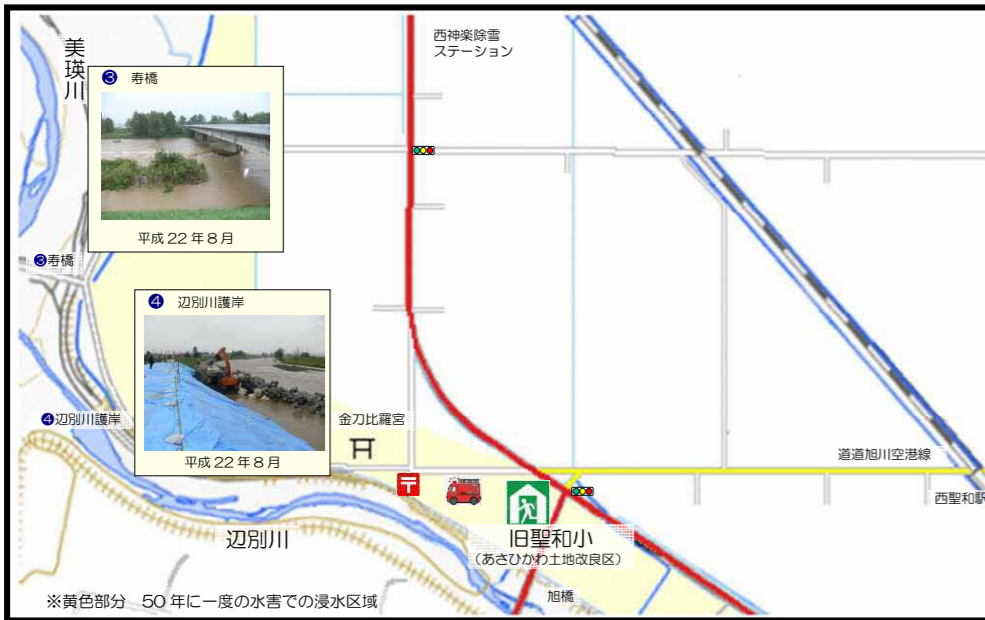 西神楽除雪
ステーション
美瑛川
❸ 寿橋
平成22年8月
❸寿橋
❹ 辺別川護岸
平成22年8月
❹辺別川護岸
金刀比羅宮
道道旭川空港線
西聖和駅
辺別川
旧聖和小
(あさひかわ土地改良区)
旭橋
※黄色部分 50年に一度の水害での浸水区域